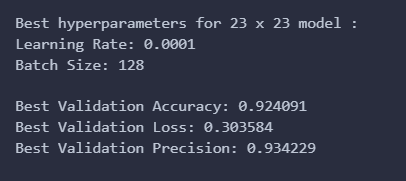 Best hyperparameters for 23 x 23 model :
Learning Rate: 0.0001
Batch Size: 128
Best Validation Accuracy: 0.924091
Best Validation Loss: 0.303584
Best Validation Precision: 0.934229